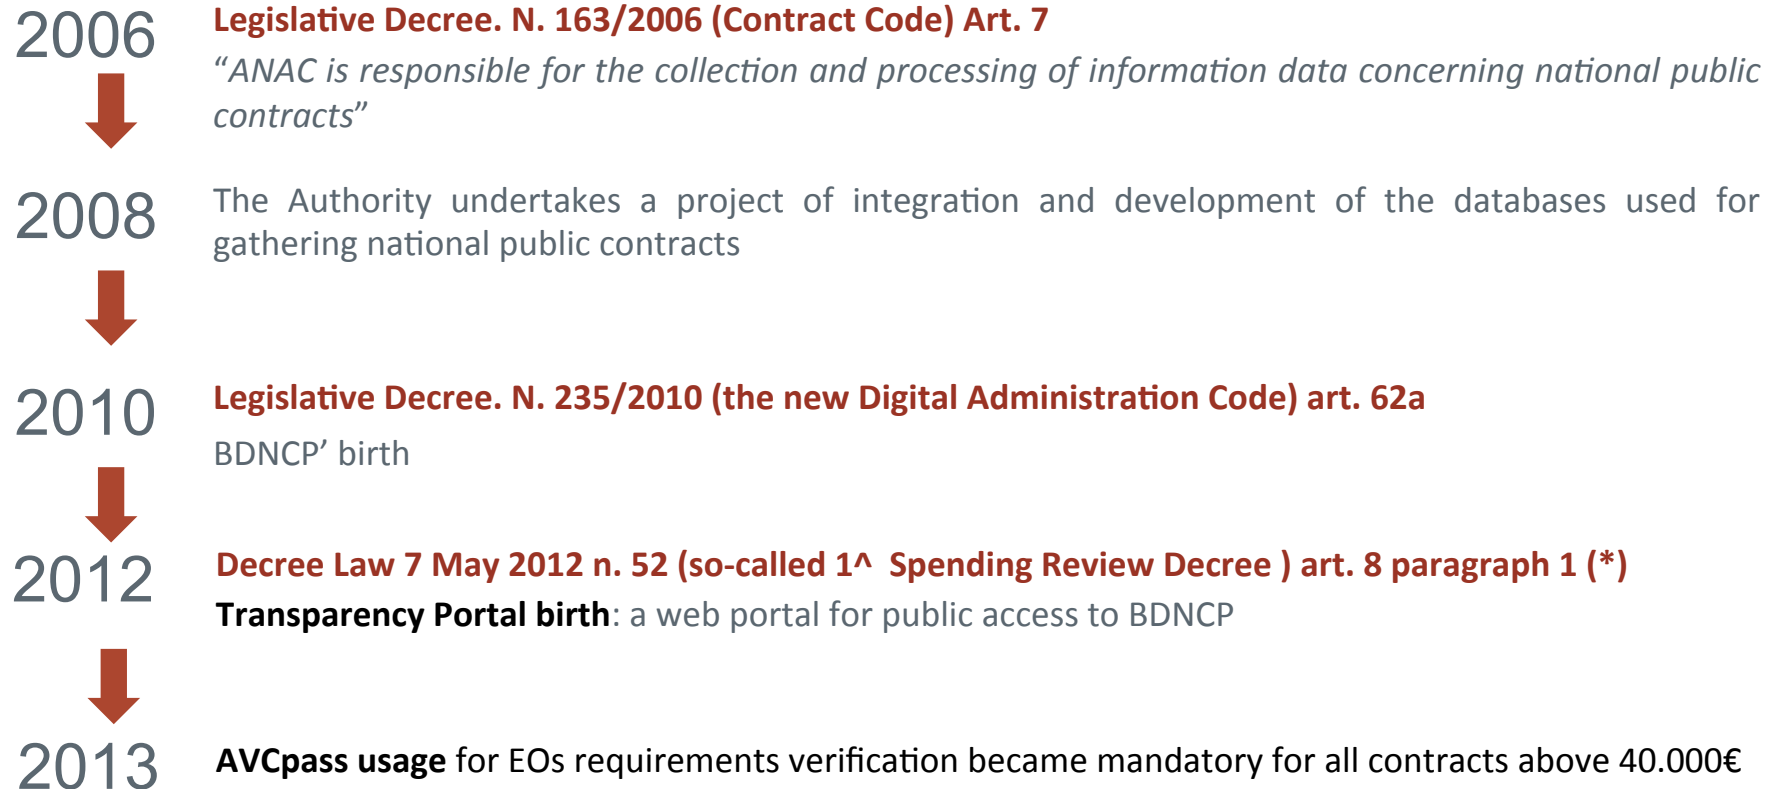 2006
Legislative Decree. N. 163/2006 (Contract Code) Art. 7
“ANAC is responsible for the collection and processing of information data concerning national public
contracts”
2008
The Authority undertakes a project of integration and development of the databases used for
gathering national public contracts
2010
Legislative Decree. N. 235/2010 (the new Digital Administration Code) art. 62a
BDNCP’ birth
2012
Decree Law 7 May 2012 n. 52 (so-called 1^ Spending Review Decree ) art. 8 paragraph 1 (*)
Transparency Portal birth: a web portal for public access to BDNCP
2013
AVCpass usage for EOs requirements verification became mandatory for all contracts above 40.000€